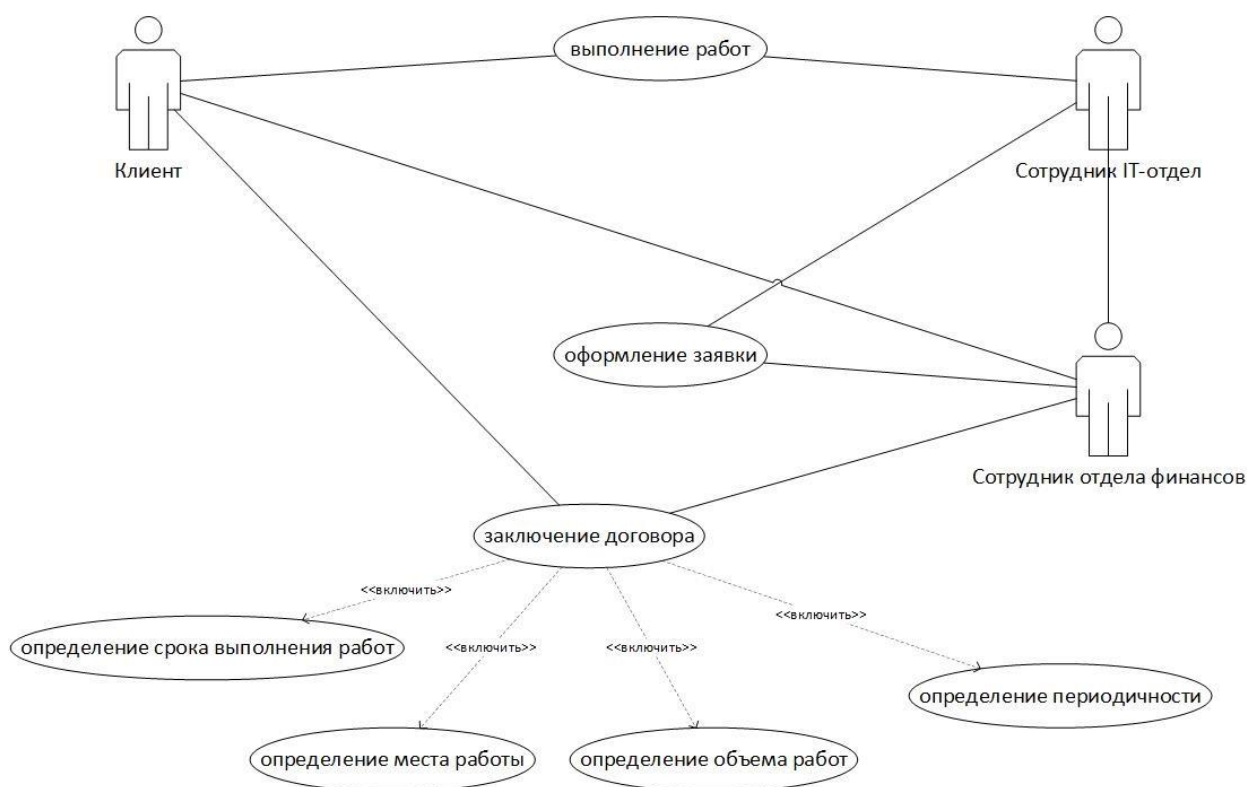 выполнение работ
Клиент
Сотрудник IT-отдел
оформление заявки
Сотрудник отдела финансов
заключение договора
<<включить>>
<<включить>>
<<включить>>
<<включить>>
определение срока выполнения работ
определение периодичности
определение места работы
определение объема работ